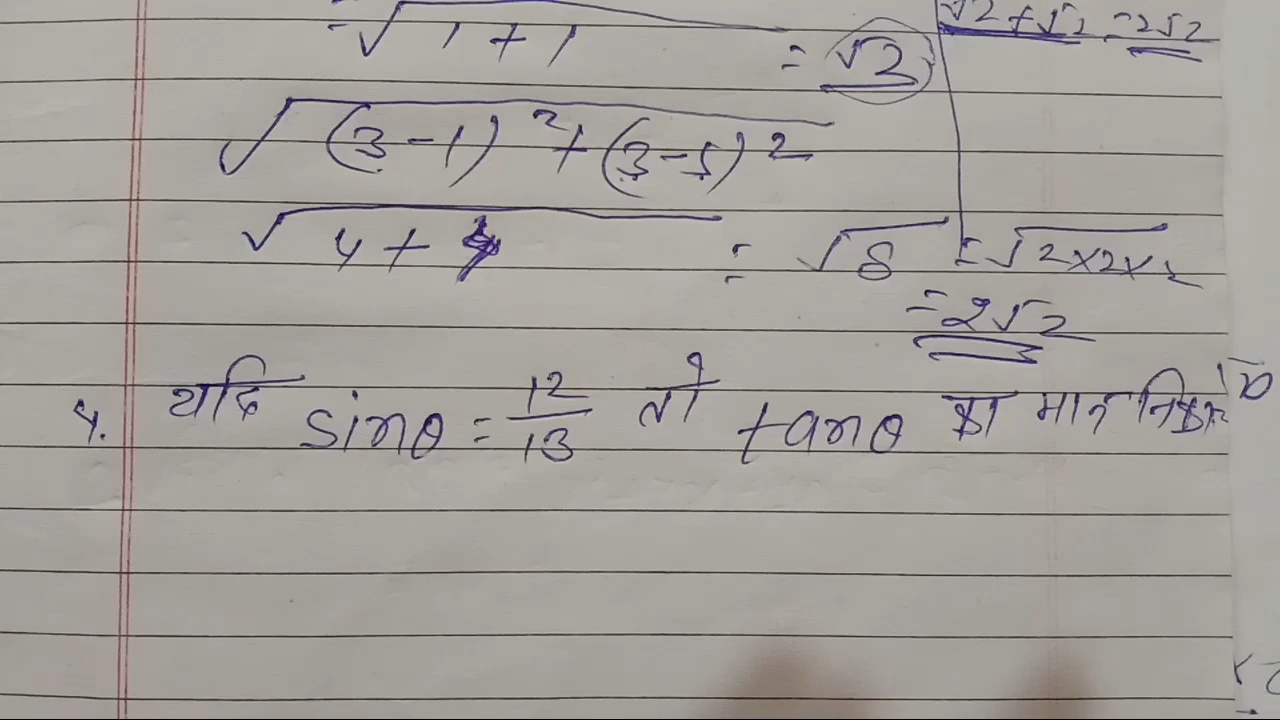 = √1 + 1 = √2
√2 + √2 = 2√2
√(3-1)² + (3-5)²
√4 + 4 = √8 = √2×2×2
= 2√2
4. यदि sinθ = 12/13 तो tanθ का मान निकालें